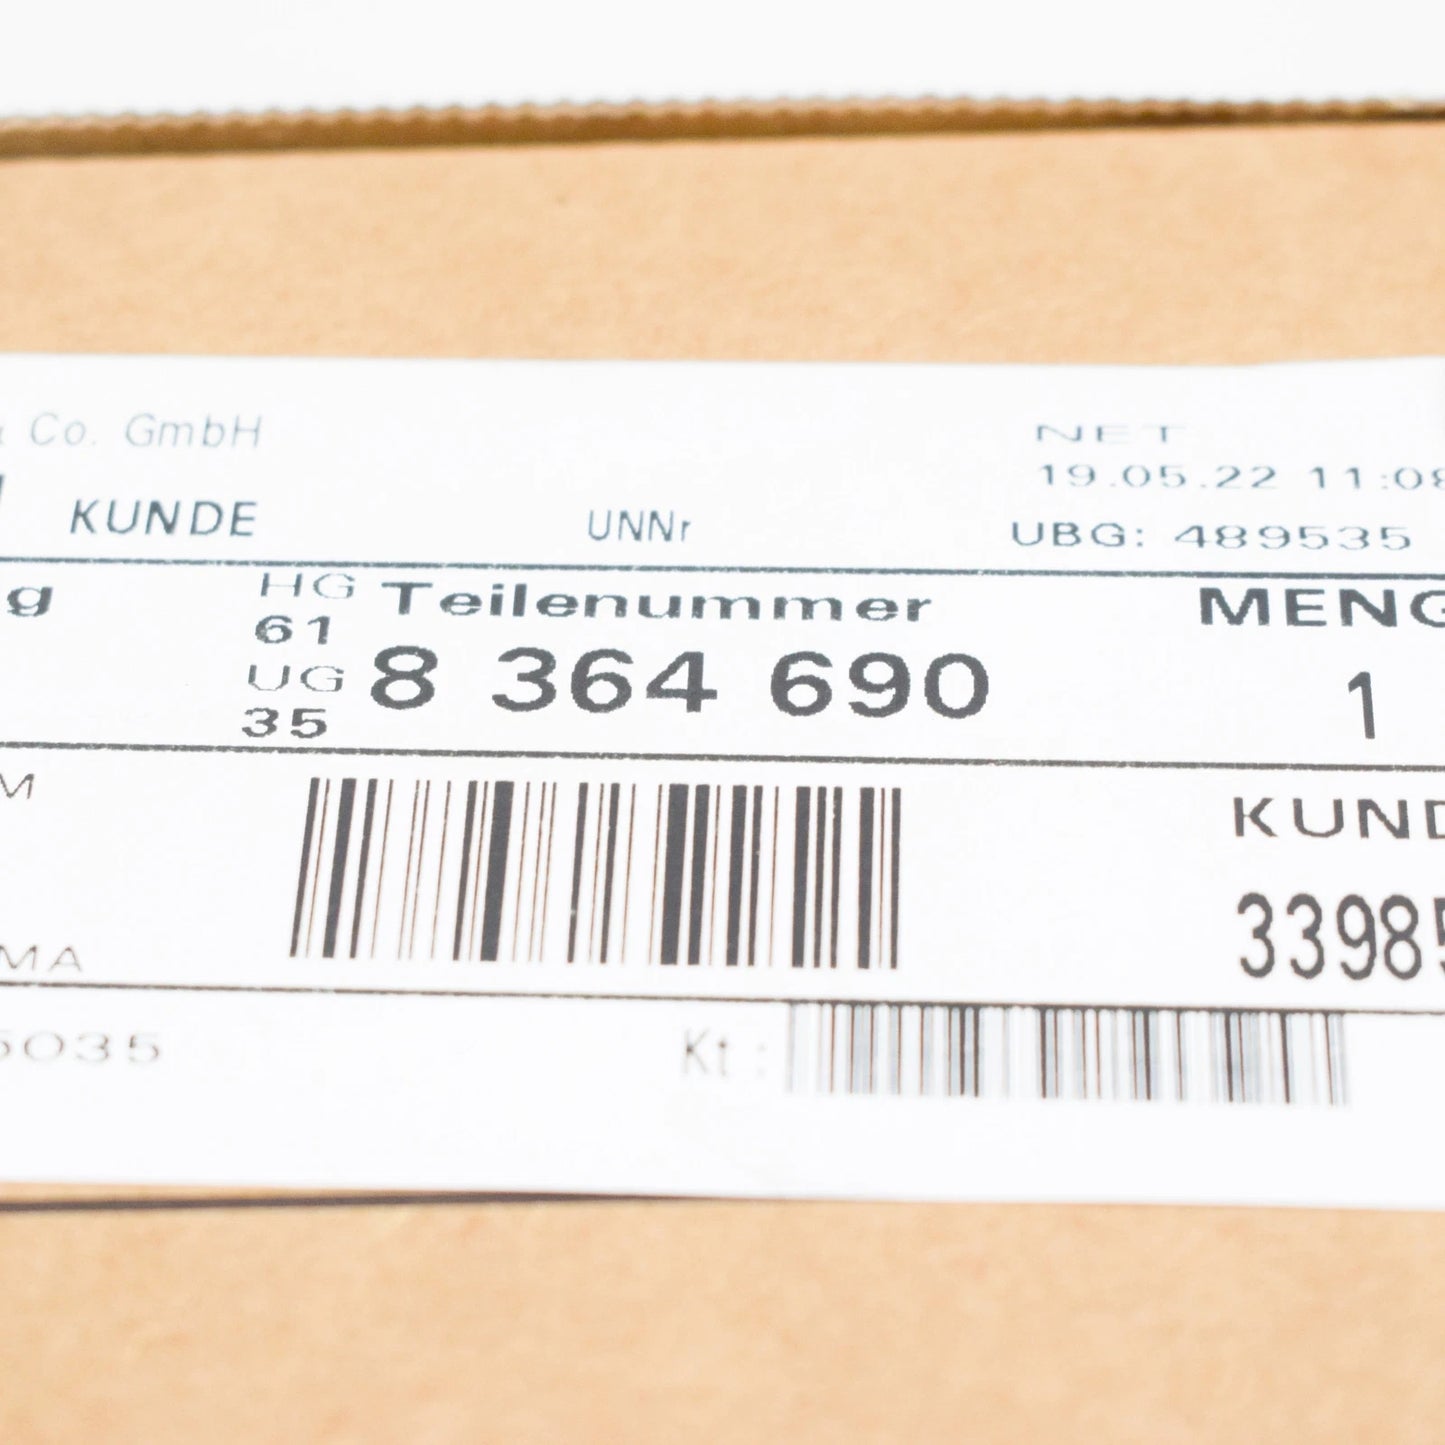 Co. GmbH
NET
19.05.22 11:08
KUNDE
UNNr
UBG: 489535
g
HG
61
UG
35
Teilenummer
8 364 690
MENG
1
M
KUND
33985
MA
5035
Kt :